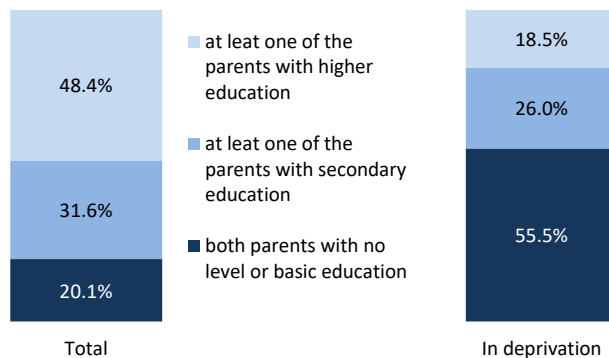 48.4%
31.6%
20.1%
Total
at leat one of the
parents with higher
education
at leat one of the
parents with secondary
education
both parents with no
level or basic education
18.5%
26.0%
55.5%
In deprivation